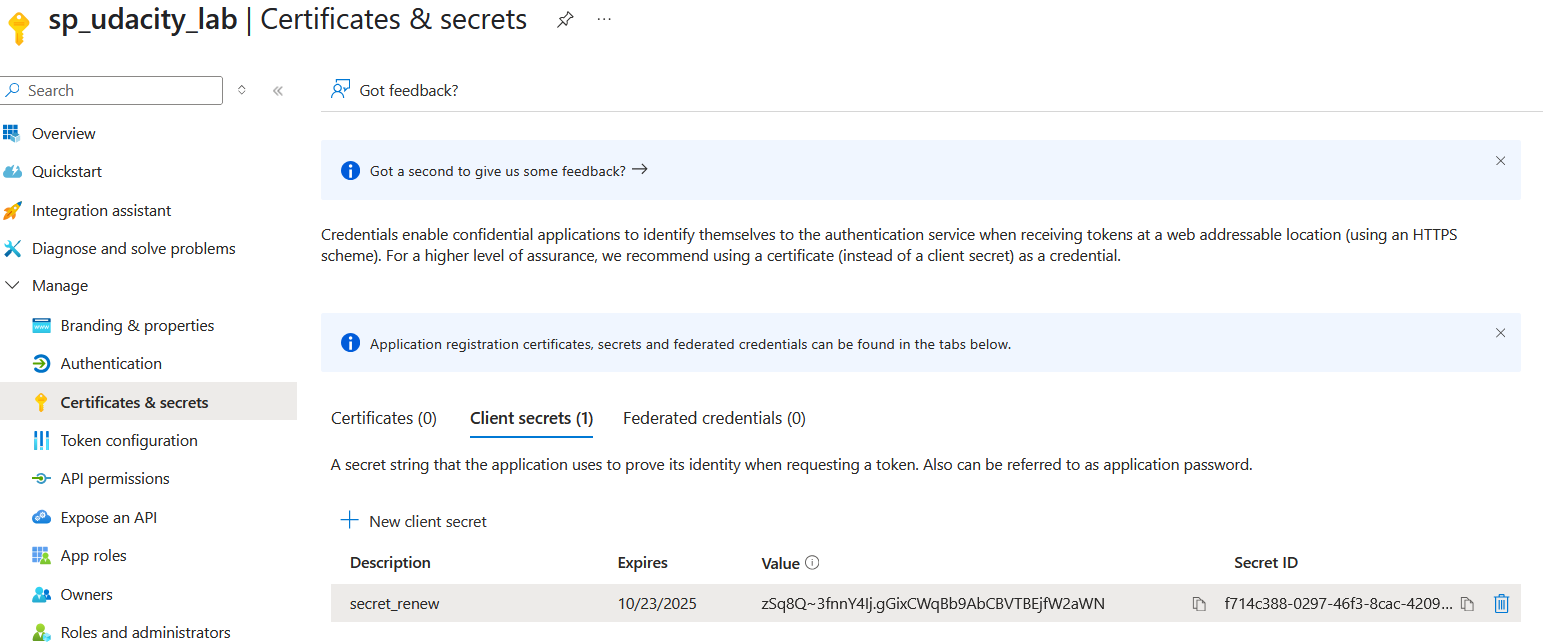 sp_udacity_lab | Certificates & secrets
Search
Got feedback?
Overview
Quickstart
Integration assistant
Diagnose and solve problems
Manage
Branding & properties
Authentication
Certificates & secrets
Token configuration
API permissions
Expose an API
App roles
Owners
Roles and administrators
Got a second to give us some feedback?
Credentials enable confidential applications to identify themselves to the authentication service when receiving tokens at a web addressable location (using an HTTPS
scheme). For a higher level of assurance, we recommend using a certificate (instead of a client secret) as a credential.
Application registration certificates, secrets and federated credentials can be found in the tabs below.
Certificates (0) Client secrets (1) Federated credentials (0)
A secret string that the application uses to prove its identity when requesting a token. Also can be referred to as application password.
New client secret
Description Expires Value Secret ID
secret_renew 10/23/2025 zSq8Q~3fnnY4Ij.gGixCWqBb9AbCBVTBEjfW2aWN f714c388-0297-46f3-8cac-4209...